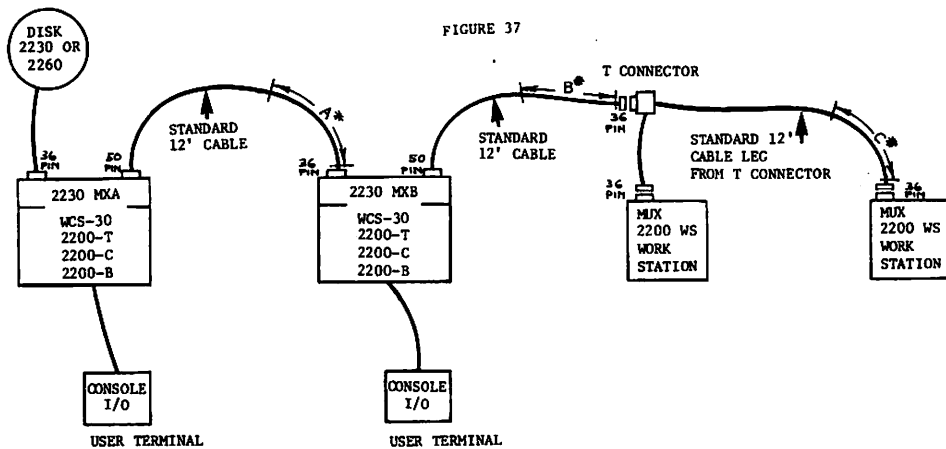 FIGURE 37
DISK
2230 OR
2260
36
PIN
50
PIN
STANDARD
12' CABLE
A*
36
PIN
50
PIN
STANDARD
12' CABLE
B*
36
PIN
T CONNECTOR
STANDARD 12'
CABLE LEG
FROM T CONNECTOR
C*
36
PIN
36
PIN
2230 MXA
WCS-30
2200-T
2200-C
2200-B
2230 MXB
WCS-30
2200-T
2200-C
2200-B
MUX
2200 WS
WORK
STATION
MUX
2200 WS
WORK
STATION
CONSOLE
I/O
USER TERMINAL
CONSOLE
I/O
USER TERMINAL